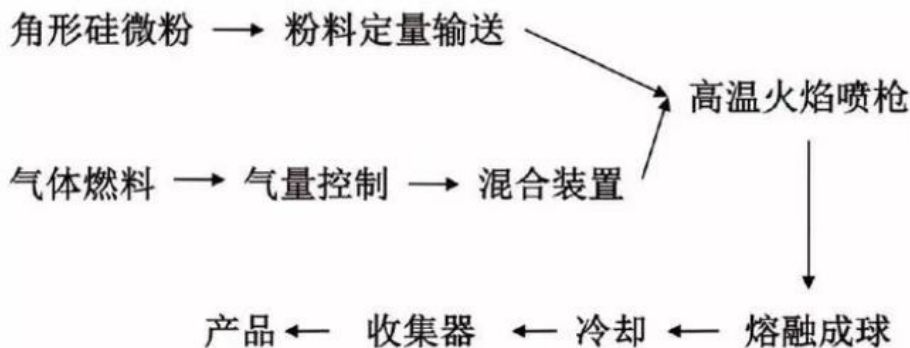 角形硅微粉 → 粉料定量输送
高温火焰喷枪
气体燃料 → 气量控制 → 混合装置
产品 ← 收集器 ← 冷却 ← 熔融成球